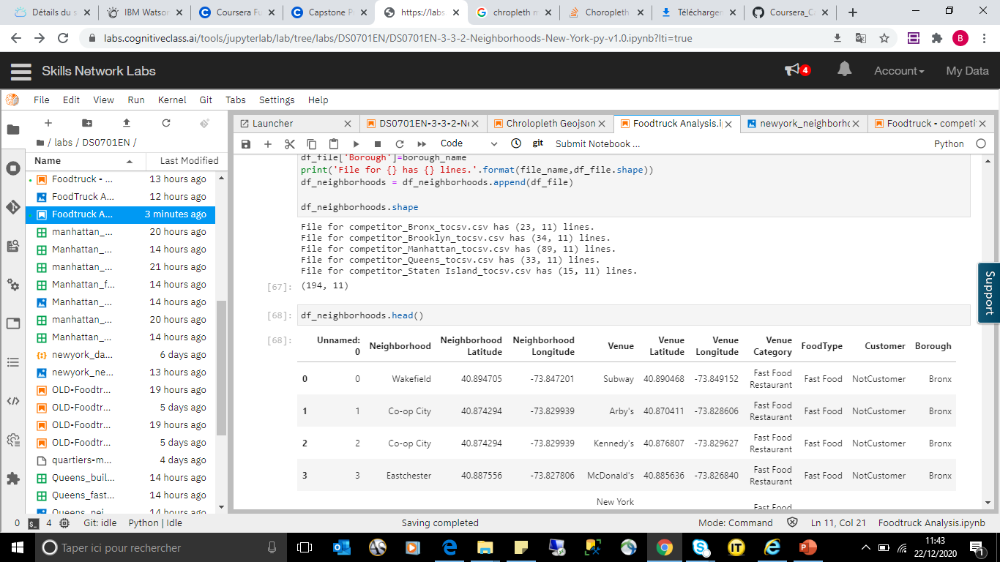 Détails du s
IBM Watsor
Coursera Fu
Capstone P
https://labs
chropleth m
Choropleth
Télécharger
Coursera_Ca
labs.cognitiveclass.ai/tools/jupyterlab/lab/tree/labs/DS0701EN/DS0701EN-3-3-2-Neighborhoods-New-York-py-v1.0.ipynb?lti=true
B
Skills Network Labs
4
Account
My Data
File Edit View Run Kernel Git Tabs Settings Help
Launcher
DS0701EN-3-3-2-Ne
Chrolopleth Geojson
Foodtruck Analysis.ip
newyork_neighborho
Foodtruck - competi
/ labs / DS0701EN /
Code
git
Submit Notebook ...
Python
Name Last Modified
Foodtruck - ... 13 hours ago
FoodTruck A... 12 hours ago
Foodtruck A... 3 minutes ago
manhattan_... 20 hours ago
Manhattan_... 14 hours ago
manhattan_... 21 hours ago
Manhattan_f... 14 hours ago
Manhattan_... 14 hours ago
manhattan_... 20 hours ago
Manhattan_... 14 hours ago
newyork_da... 6 days ago
newyork_ne... 13 hours ago
OLD-Foodtr... 19 hours ago
OLD-Foodtr... 5 days ago
OLD-Foodtr... 19 hours ago
OLD-Foodtr... 5 days ago
quartiers-m... 4 days ago
Queens_buil... 14 hours ago
Queens_fast... 14 hours ago
Queens_nei 14 hours ago
df_file['Borough']=borough_name
print('File for {} has {} lines.'.format(file_name,df_file.shape))
df_neighborhoods = df_neighborhoods.append(df_file)
df_neighborhoods.shape
File for competitor_Bronx_tocsv.csv has (23, 11) lines.
File for competitor_Brooklyn_tocsv.csv has (34, 11) lines.
File for competitor_Manhattan_tocsv.csv has (89, 11) lines.
File for competitor_Queens_tocsv.csv has (33, 11) lines.
File for competitor_Staten Island_tocsv.csv has (15, 11) lines.
[67]: (194, 11)
[68]: df_neighborhoods.head()
[68]: Unnamed: 0 Neighborhood Neighborhood Latitude Neighborhood Longitude Venue Venue Latitude Venue Longitude Venue Category FoodType Customer Borough
0 0 Wakefield 40.894705 -73.847201 Subway 40.890468 -73.849152 Fast Food Restaurant Fast Food NotCustomer Bronx
1 1 Co-op City 40.874294 -73.829939 Arby's 40.870411 -73.828606 Fast Food Restaurant Fast Food NotCustomer Bronx
2 2 Co-op City 40.874294 -73.829939 Kennedy's 40.876807 -73.829627 Fast Food Restaurant Fast Food NotCustomer Bronx
3 3 Eastchester 40.887556 -73.827806 McDonald's 40.885636 -73.826840 Fast Food Restaurant Fast Food NotCustomer Bronx
New York
Fast Food
Support
0 4 Git: idle Python | Idle Saving completed Mode: Command Ln 11, Col 21 Foodtruck Analysis.ipynb
Taper ici pour rechercher
IT
11:43
22/12/2020
1